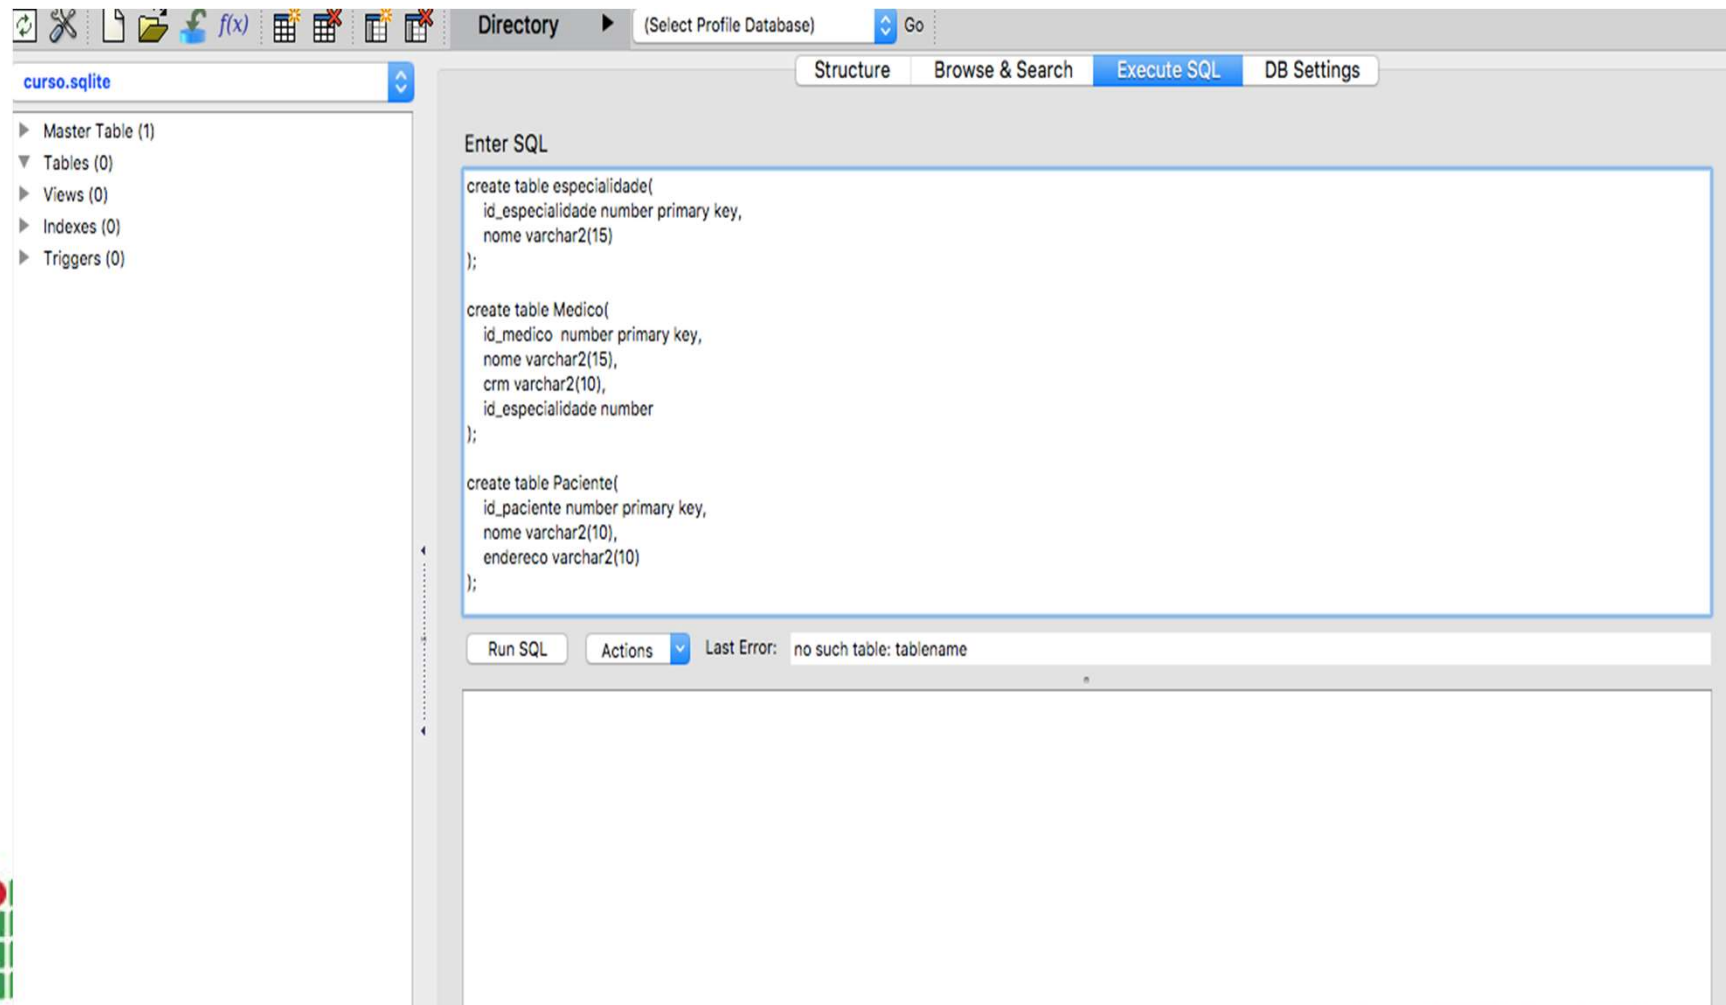 f(x)
Directory
(Select Profile Database)
Go
curso.sqlite
Structure
Browse & Search
Execute SQL
DB Settings
Master Table (1)
Tables (0)
Views (0)
Indexes (0)
Triggers (0)
Enter SQL
create table especialidade(
id_especialidade number primary key,
nome varchar2(15)
);
create table Medico(
id_medico  number primary key,
nome varchar2(15),
crm varchar2(10),
id_especialidade number
);
create table Paciente(
id_paciente number primary key,
nome varchar2(10),
endereco varchar2(10)
);
Run SQL
Actions
Last Error:
no such table: tablename